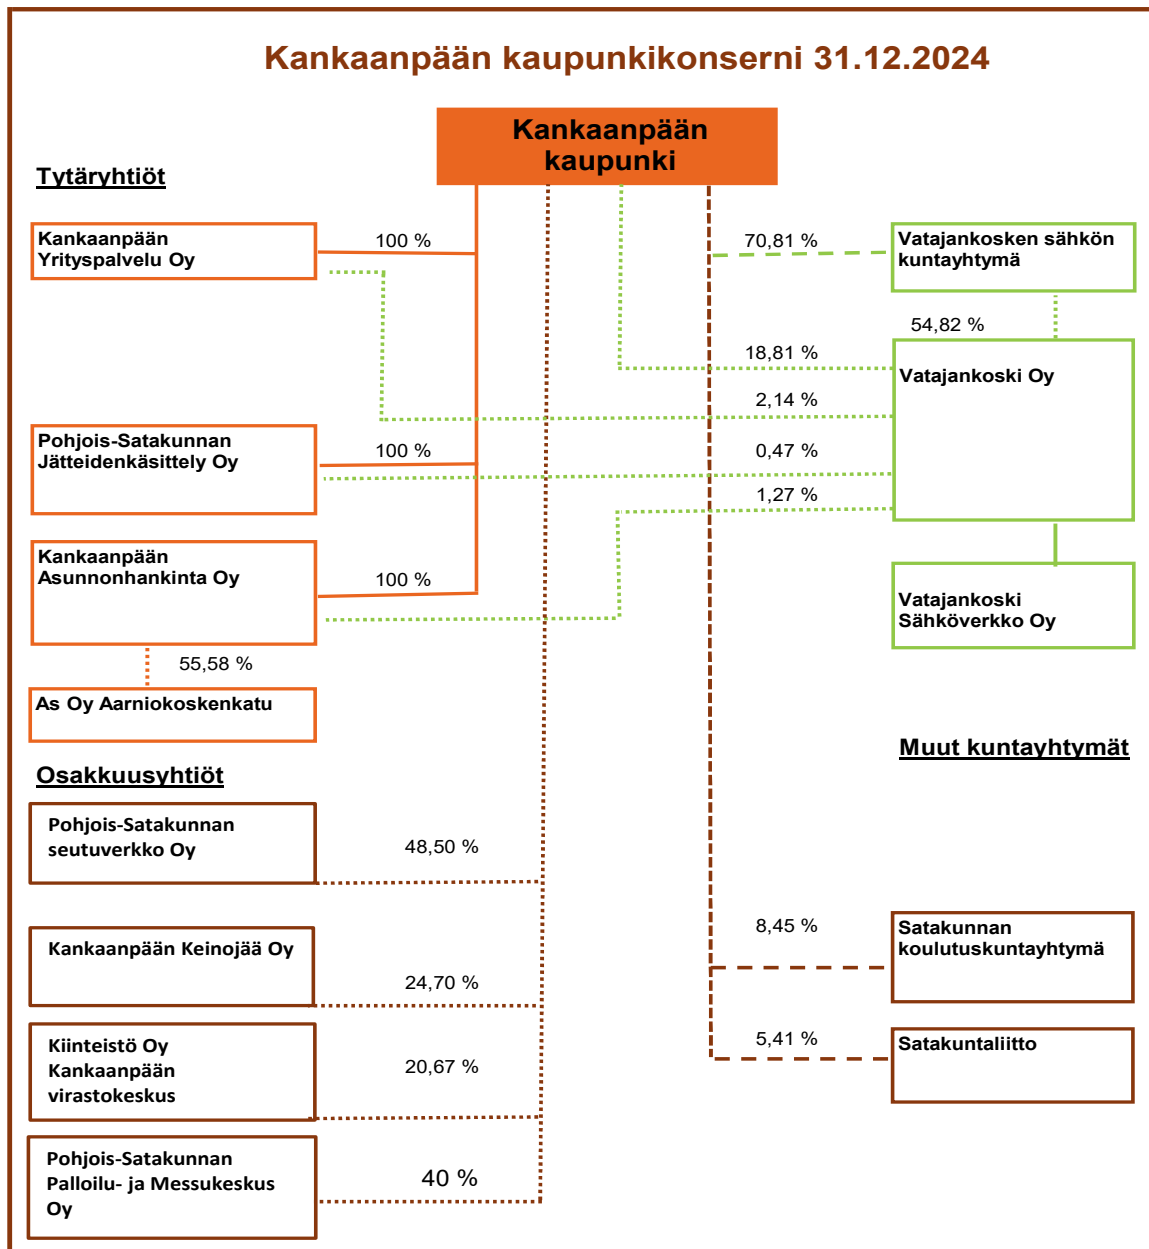 Kankaanpään kaupunkikonserni 31.12.2024
Kankaanpään
kaupunki
Tytäryhtiöt
Kankaanpään
Yrityspalvelu Oy
100 %
70,81 %
Vatajankosken sähkön
kuntayhtymä
54,82 %
18,81 %
Vatajankoski Oy
2,14 %
Pohjois-Satakunnan
Jätteidenkäsittely Oy
100 %
0,47 %
1,27 %
Kankaanpään
Asunnonhankinta Oy
100 %
Vatajankoski
Sähköverkko Oy
55,58 %
As Oy Aarniokoskenkatu
Muut kuntayhtymät
Osakkuusyhtiöt
Pohjois-Satakunnan
seutuverkko Oy
48,50 %
Kankaanpään Keinojää Oy
24,70 %
8,45 %
Satakunnan
koulutuskuntayhtymä
Kiinteistö Oy
Kankaanpään
virastokeskus
20,67 %
5,41 %
Satakuntaliitto
Pohjois-Satakunnan
Palloilu- ja Messukeskus
Oy
40 %